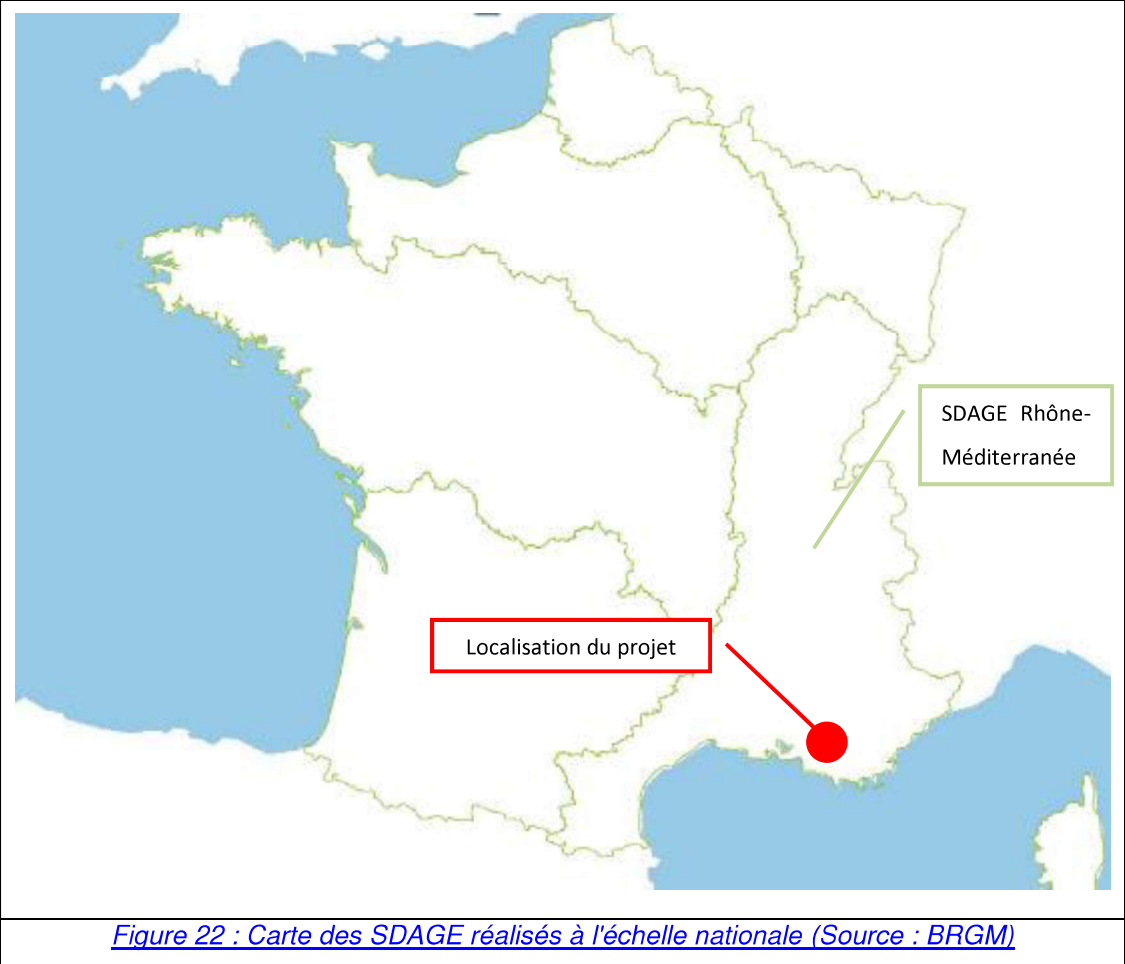 SDAGE Rhône-
Méditerranée
Localisation du projet
Figure 22 : Carte des SDAGE réalisés à l'échelle nationale (Source : BRGM)